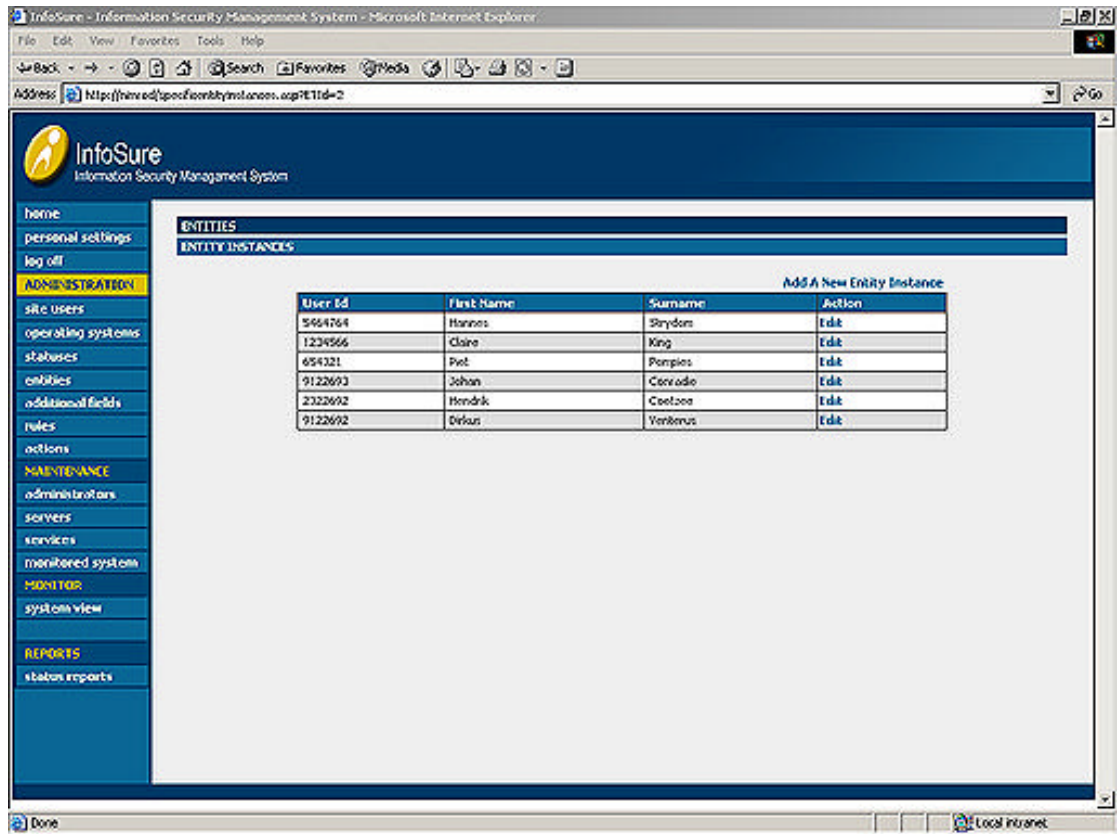 InfoSure - Information Security Management System - Microsoft Internet Explorer
File Edit View Favorites Tools Help
Back Search Favorites Media
Address Go
InfoSure
Information Security Management System
home
personal settings
log off
ADMINISTRATION
site users
operating systems
statuses
entities
additional fields
rules
actions
MAINTENANCE
administrators
servers
services
monitored system
MONITOR
system view
REPORTS
status reports
ENTITIES
ENTITY INSTANCES
Add A New Entity Instance
User Id First Name Surname Action
5464764 Hannes Strydom Edit
1234566 Claire King Edit
654321 Piet Pompies Edit
9122693 Johan Conradie Edit
2322692 Hendrik Coetzee Edit
9122692 Dirkus Edit
Done Local intranet